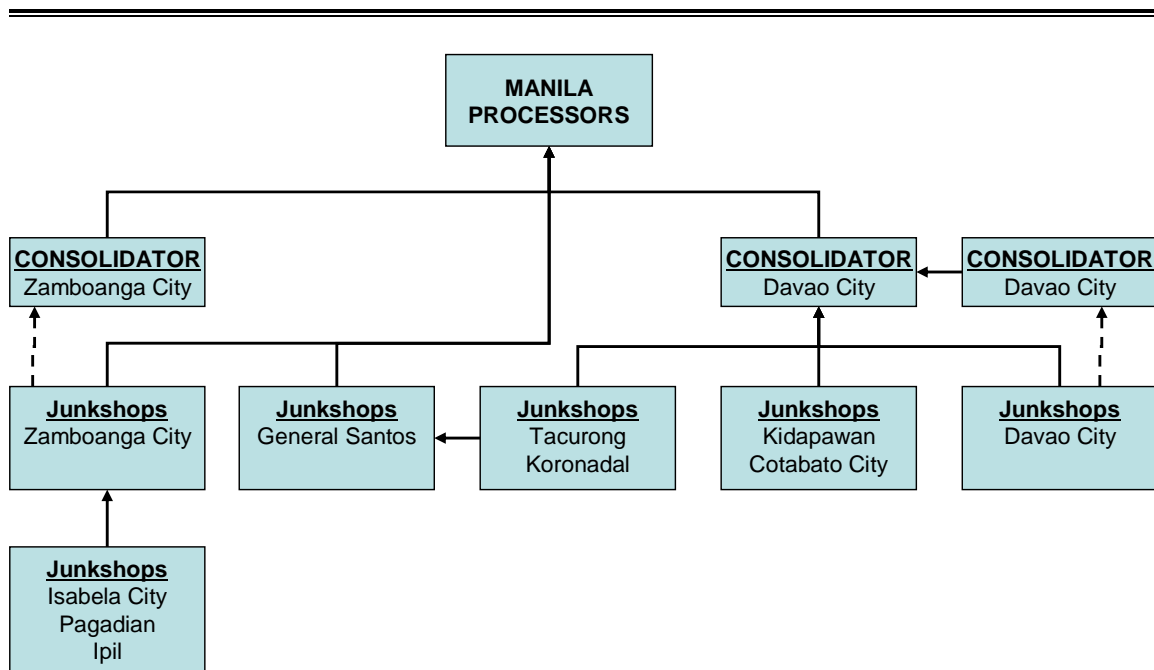 MANILA
PROCESSORS
CONSOLIDATOR
Zamboanga City
CONSOLIDATOR
Davao City
CONSOLIDATOR
Davao City
Junkshops
Zamboanga City
Junkshops
General Santos
Junkshops
Tacurong
Koronadal
Junkshops
Kidapawan
Cotabato City
Junkshops
Davao City
Junkshops
Isabela City
Pagadian
Ipil